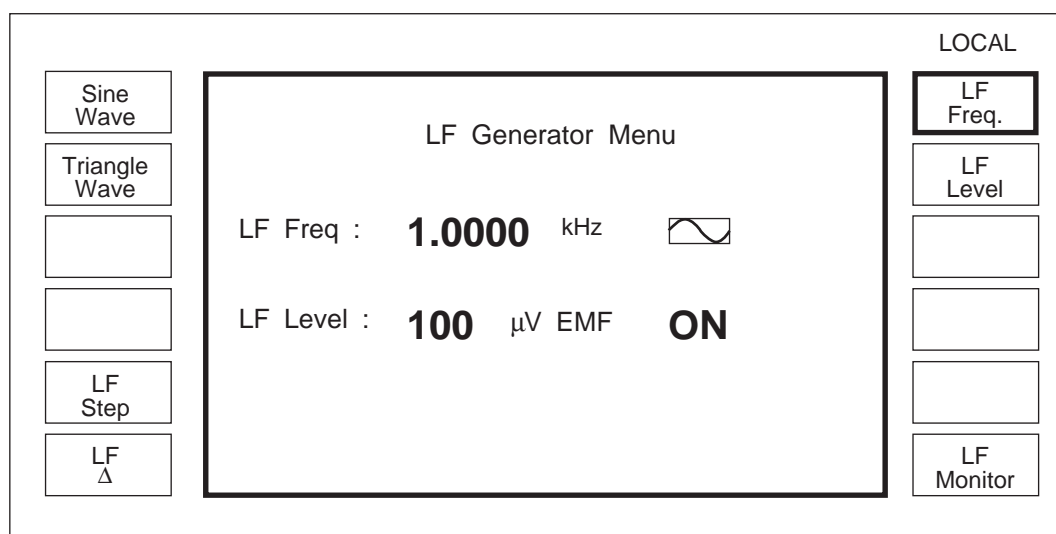 LOCAL
Sine
Wave
Triangle
Wave
LF
Step
LF
Δ
LF Generator Menu
LF Freq : 1.0000 kHz
LF Level : 100 µV EMF ON
LF
Freq.
LF
Level
LF
Monitor